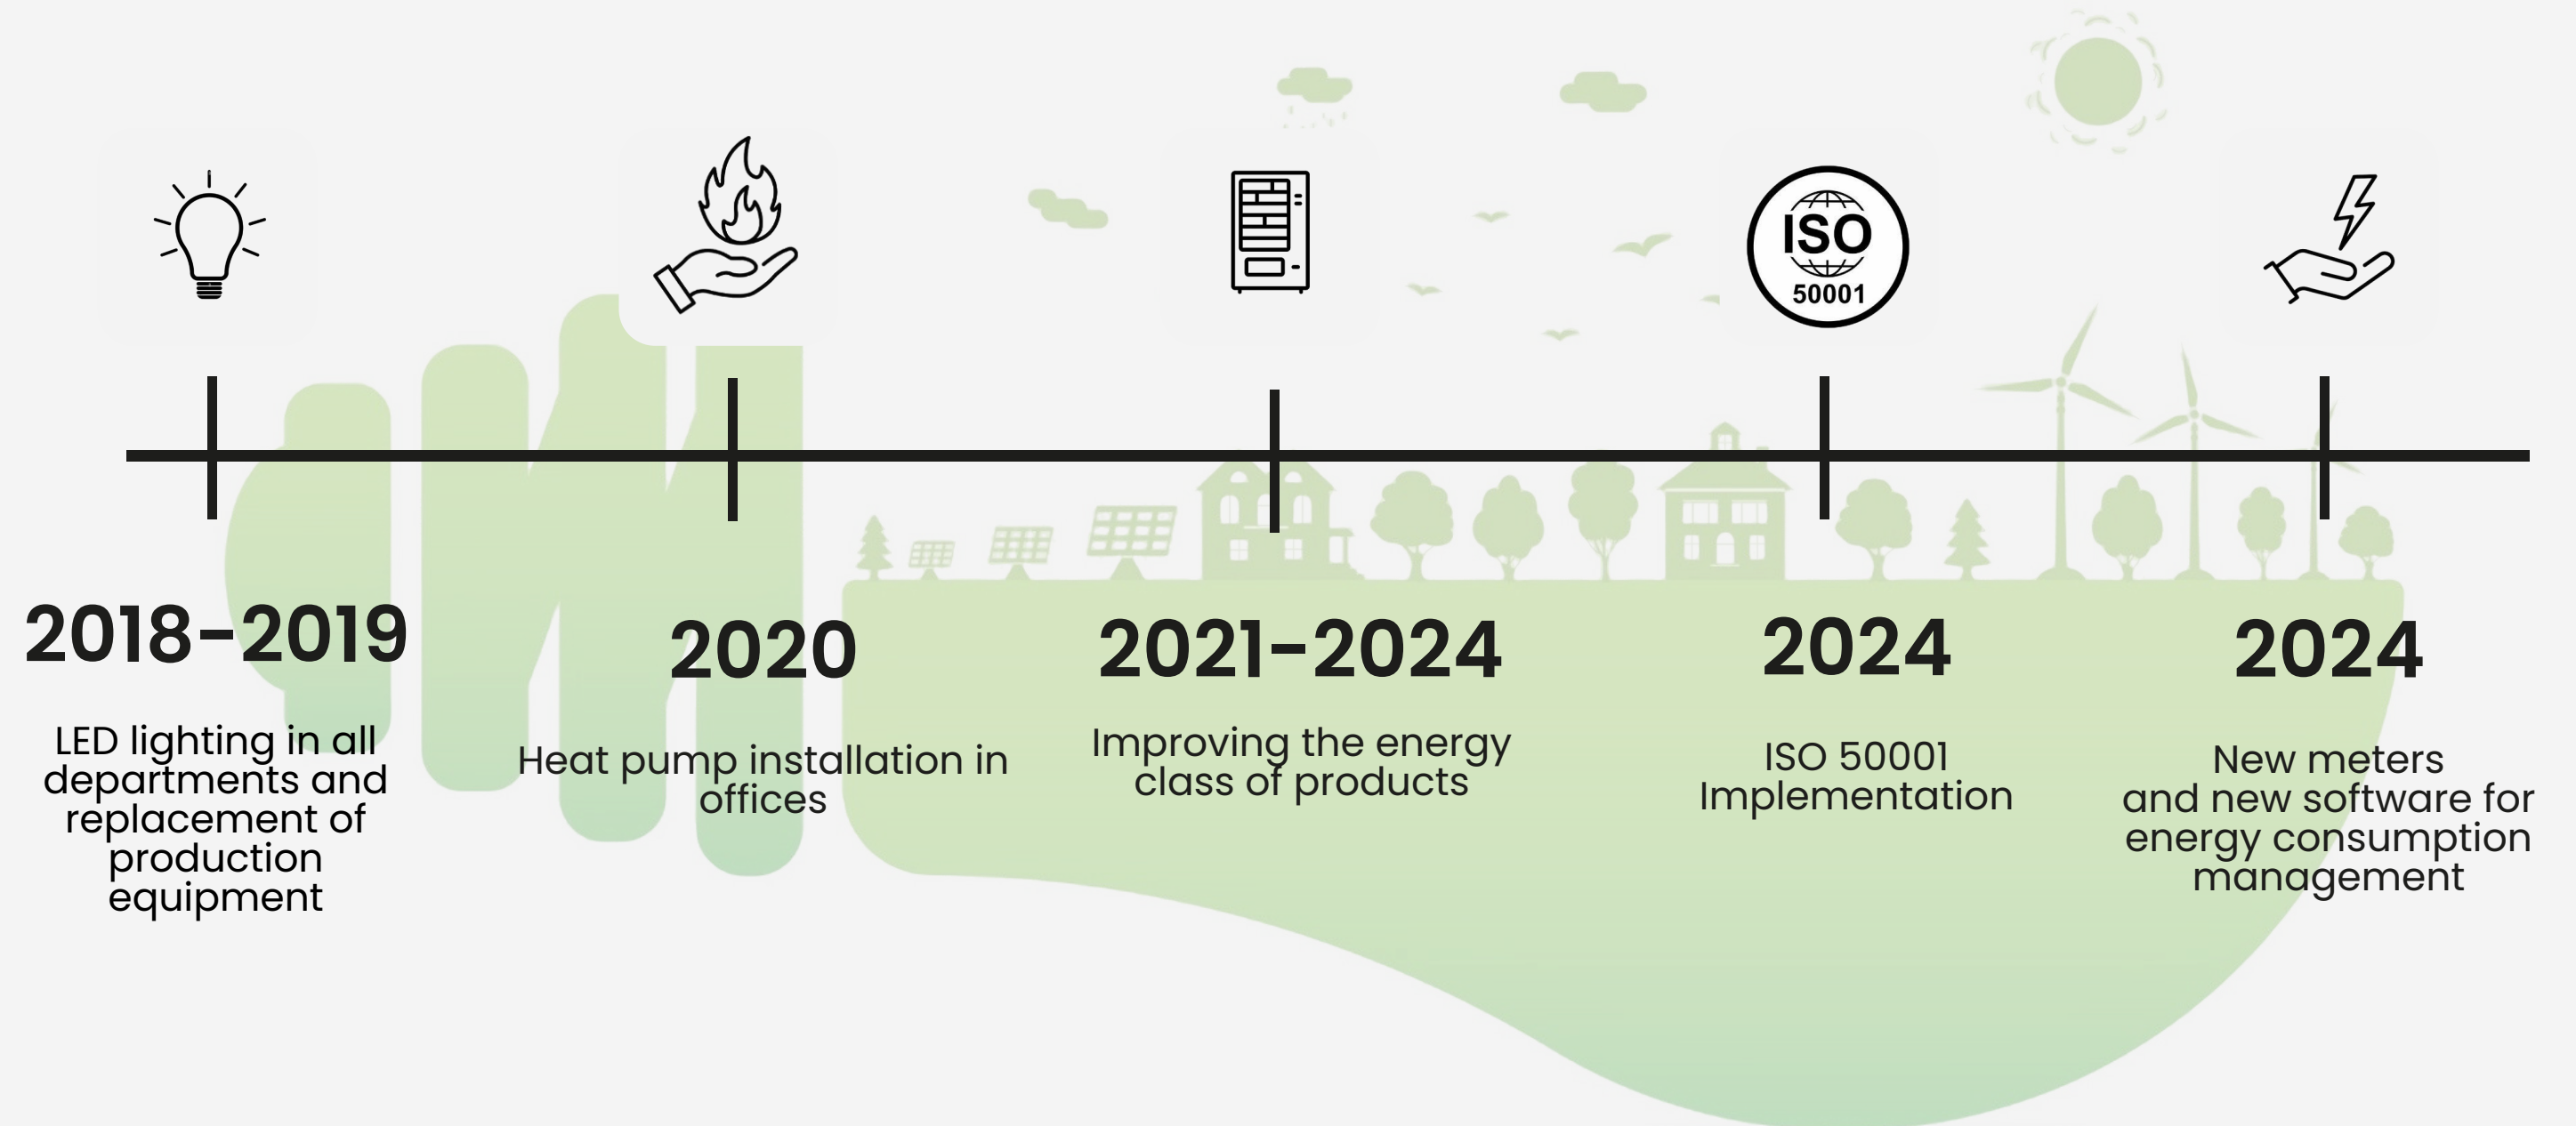 ISO
50001
2018-2019
LED lighting in all
departments and
replacement of
production
equipment
2020
Heat pump installation in
offices
2021-2024
Improving the energy
class of products
2024
ISO 50001
Implementation
2024
New meters
and new software for
energy consumption
management